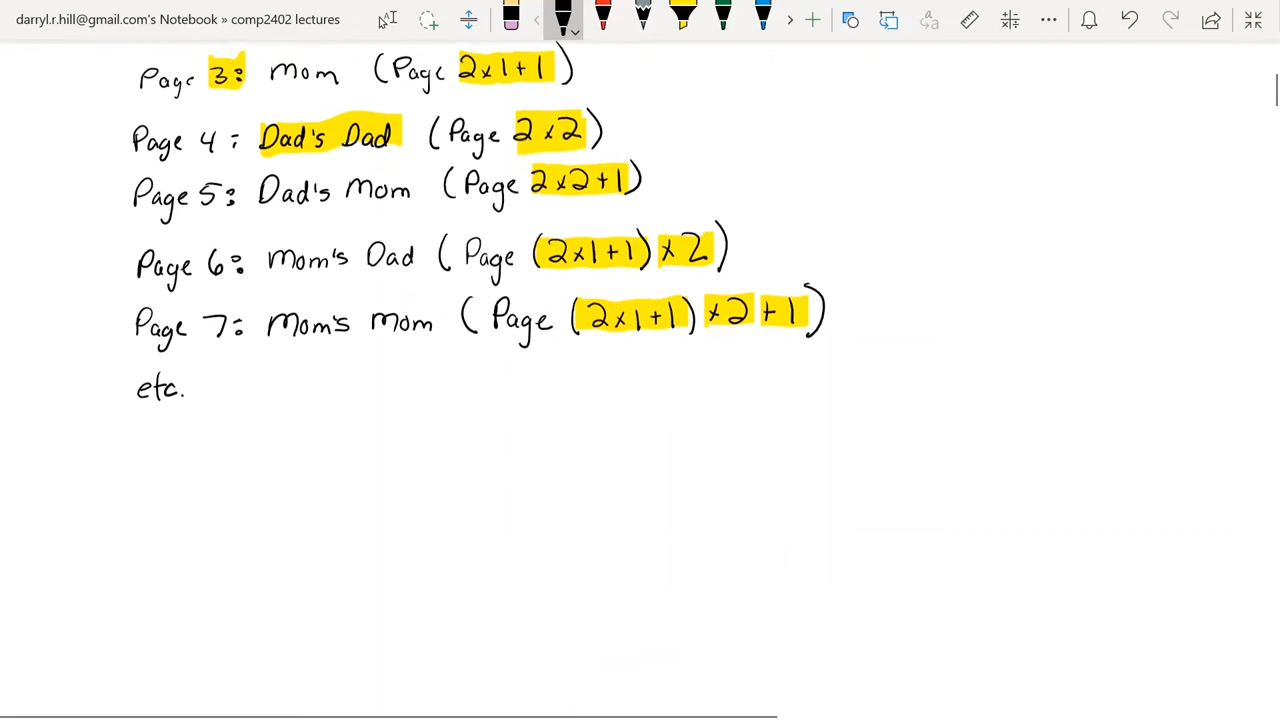 darryl.r.hill@gmail.com's Notebook » comp2402 lectures
Page 3: Mom (Page 2x1+1)
Page 4: Dad's Dad (Page 2x2)
Page 5: Dad's Mom (Page 2x2+1)
Page 6: Mom's Dad (Page (2x1+1)x2)
Page 7: Mom's Mom (Page (2x1+1)x2+1)
etc.